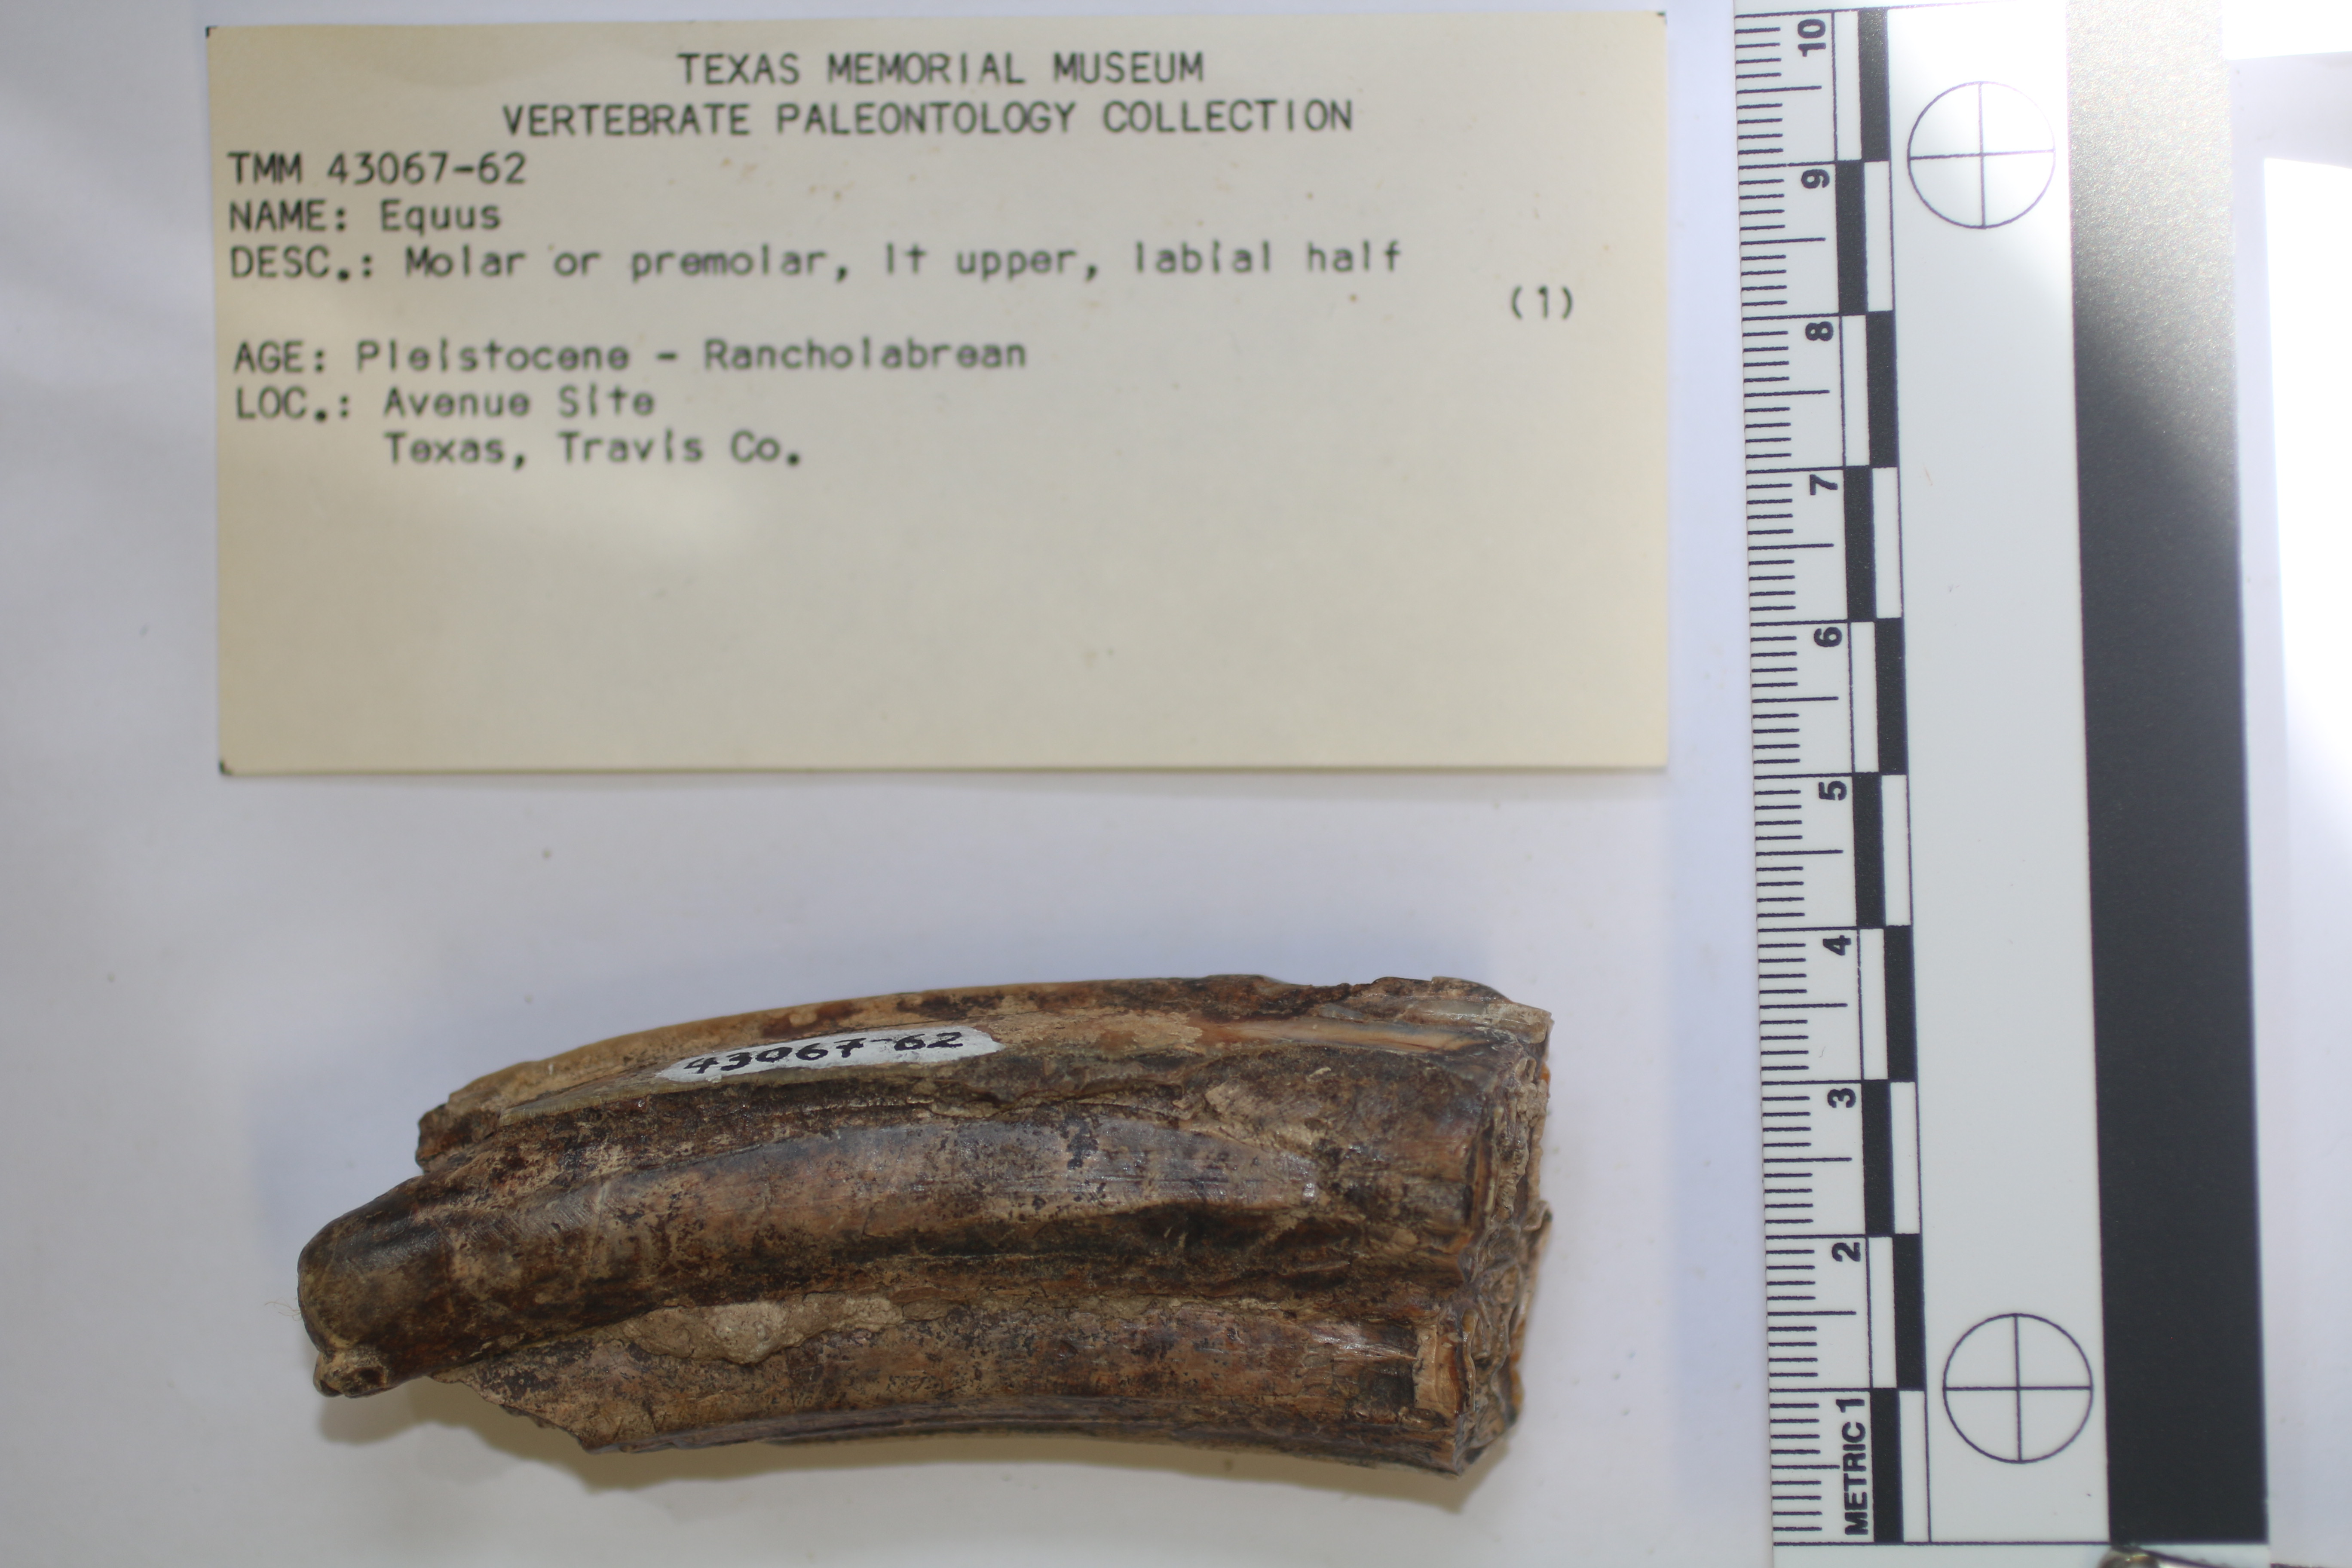 TEXAS MEMORIAL MUSEUM
VERTEBRATE PALEONTOLOGY COLLECTION
TMM 43067-62
NAME: Equus
DESC.: Molar or premolar, lt upper, labial half
(1)
AGE: Pleistocene - Rancholabrean
LOC.: Avenue Site
Texas, Travis Co.
43067-62
10
9
8
7
6
5
4
3
2
METRIC 1